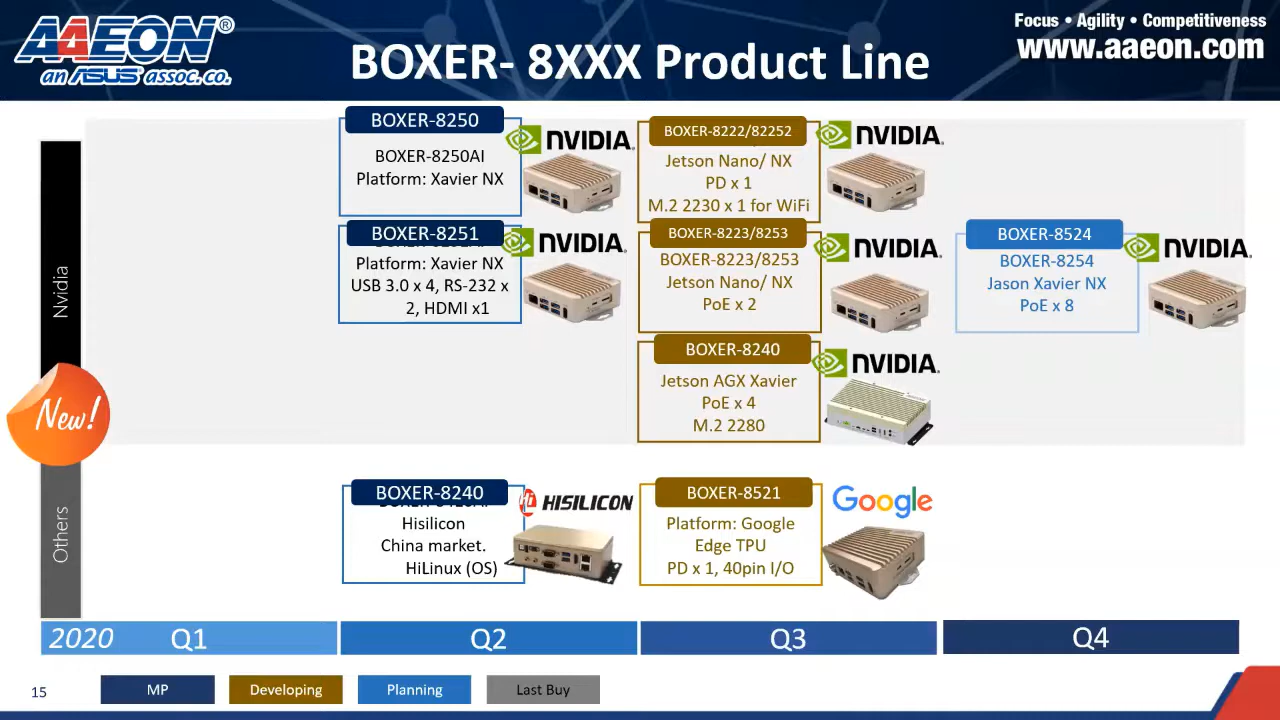 AAEON®
an ASUS assoc. co.
BOXER- 8XXX Product Line
Focus • Agility • Competitiveness
www.aaeon.com
Nvidia
BOXER-8250
BOXER-8250AI
Platform: Xavier NX
NVIDIA.
BOXER-8222/82252
Jetson Nano/ NX
PD x 1
M.2 2230 x 1 for WiFi
NVIDIA.
BOXER-8251
Platform: Xavier NX
USB 3.0 x 4, RS-232 x
2, HDMI x1
NVIDIA.
BOXER-8223/8253
BOXER-8223/8253
Jetson Nano/ NX
PoE x 2
NVIDIA.
BOXER-8524
BOXER-8254
Jason Xavier NX
PoE x 8
NVIDIA.
BOXER-8240
Jetson AGX Xavier
PoE x 4
M.2 2280
NVIDIA.
New!
Others
BOXER-8240
Hisilicon
China market.
HiLinux (OS)
Hi HISILICON
BOXER-8521
Platform: Google
Edge TPU
PD x 1, 40pin I/O
Google
2020 Q1 Q2 Q3 Q4
15 MP Developing Planning Last Buy